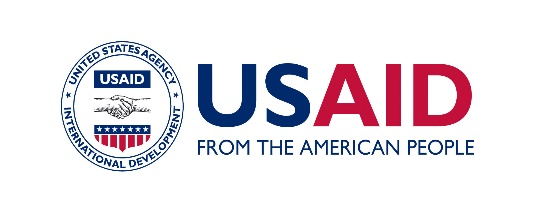 UNITED STATES AGENCY
USAID
INTERNATIONAL DEVELOPMENT
USAID
FROM THE AMERICAN PEOPLE